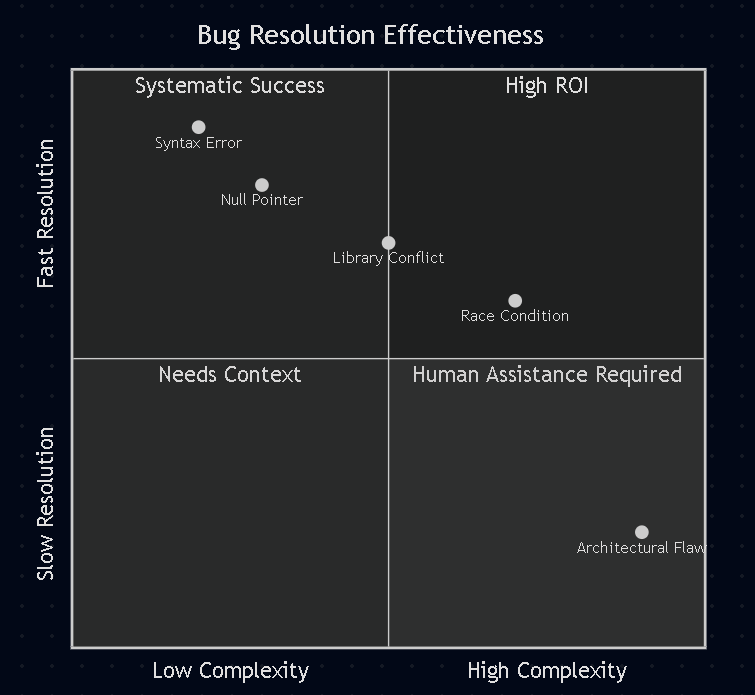 Bug Resolution Effectiveness
Systematic Success
High ROI
Syntax Error
Null Pointer
Library Conflict
Race Condition
Fast Resolution
Needs Context
Human Assistance Required
Architectural Flaw
Slow Resolution
Low Complexity
High Complexity